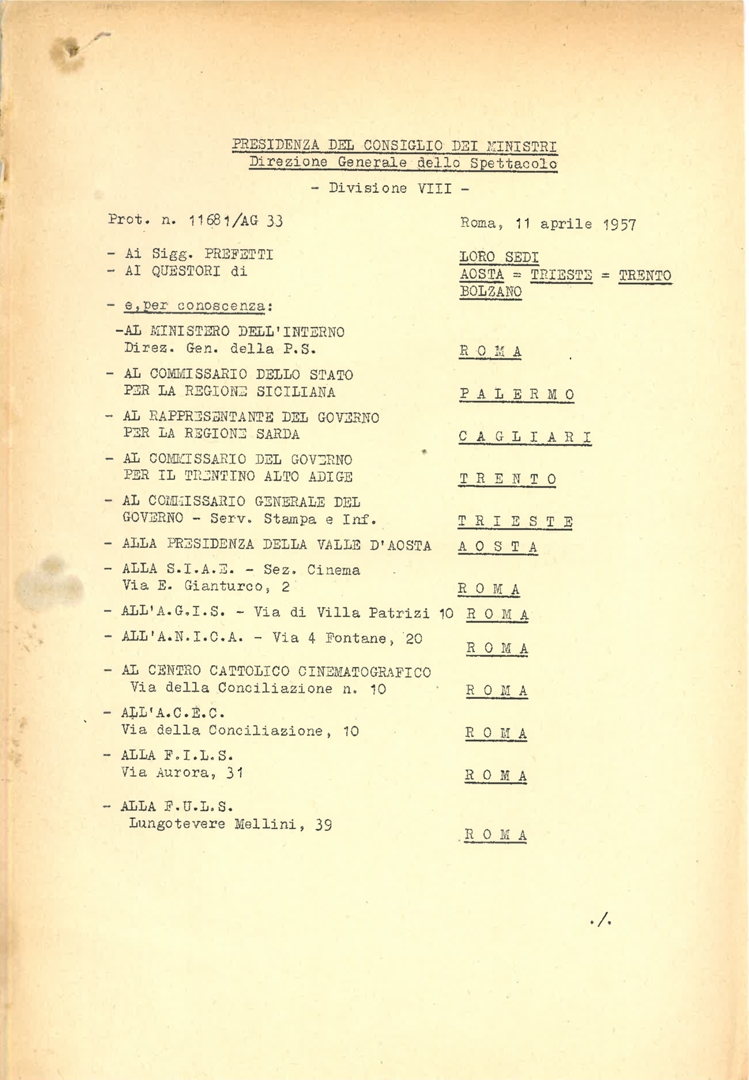 PRESIDENZA DEL CONSIGLIO DEI MINISTRI
Direzione Generale dello Spettacolo
- Divisione VIII -
Prot. n. 11681/AG 33
Roma, 11 aprile 1957
- Ai Sigg. PREFETTI LORO SEDI
- AI QUESTORI di AOSTA = TRIESTE = TRENTO
BOLZANO
- e,per conoscenza:
-AL MINISTERO DELL'INTERNO
Direz. Gen. della P.S. R O M A
- AL COMMISSARIO DELLO STATO
PER LA REGIONE SICILIANA P A L E R M O
- AL RAPPRESENTANTE DEL GOVERNO
PER LA REGIONE SARDA C A G L I A R I
- AL COMMISSARIO DEL GOVERNO
PER IL TRENTINO ALTO ADIGE T R E N T O
- AL COMMISSARIO GENERALE DEL
GOVERNO - Serv. Stampa e Inf. T R I E S T E
- ALLA PRESIDENZA DELLA VALLE D'AOSTA A O S T A
- ALLA S.I.A.E. - Sez. Cinema
Via E. Gianturco, 2 R O M A
- ALL'A.G.I.S. - Via di Villa Patrizi 10 R O M A
- ALL'A.N.I.C.A. - Via 4 Fontane, 20 R O M A
- AL CENTRO CATTOLICO CINEMATOGRAFICO
Via della Conciliazione n. 10 R O M A
- ALL'A.C.E.C.
Via della Conciliazione, 10 R O M A
- ALLA F.I.L.S.
Via Aurora, 31 R O M A
- ALLA F.U.L.S.
Lungotevere Mellini, 39 R O M A
./.